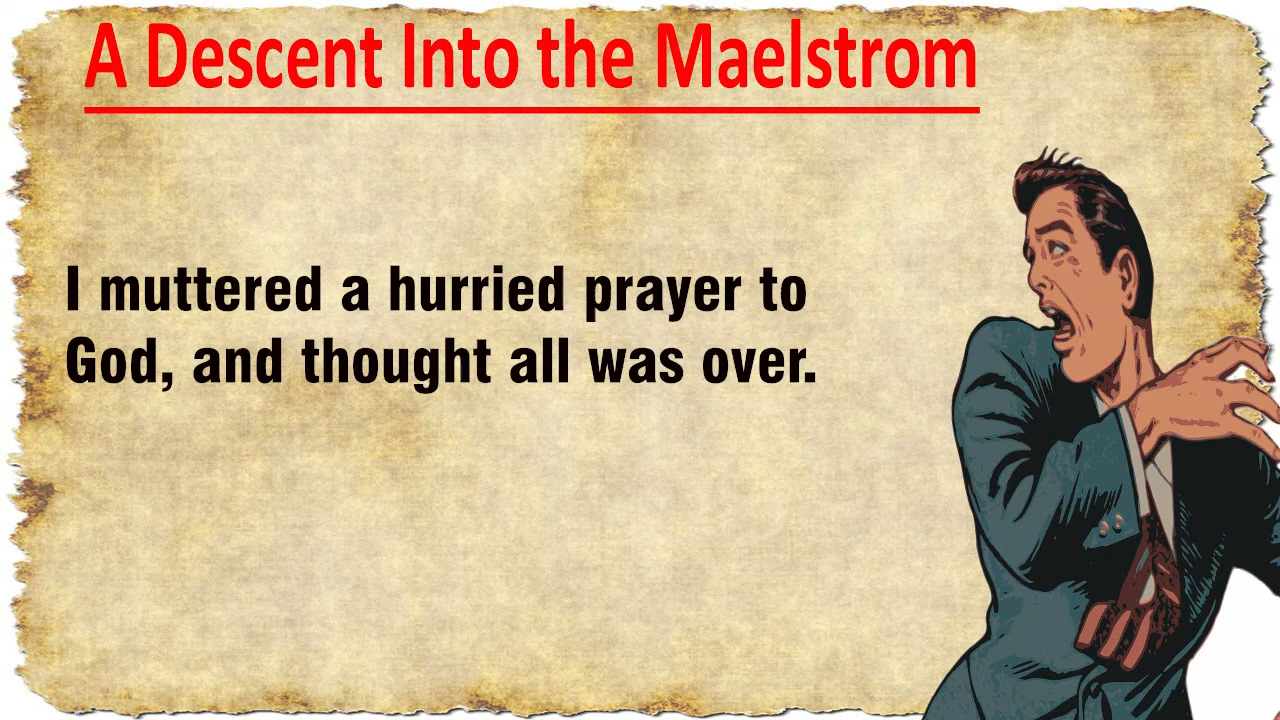 A Descent Into the Maelstrom
I muttered a hurried prayer to
God, and thought all was over.